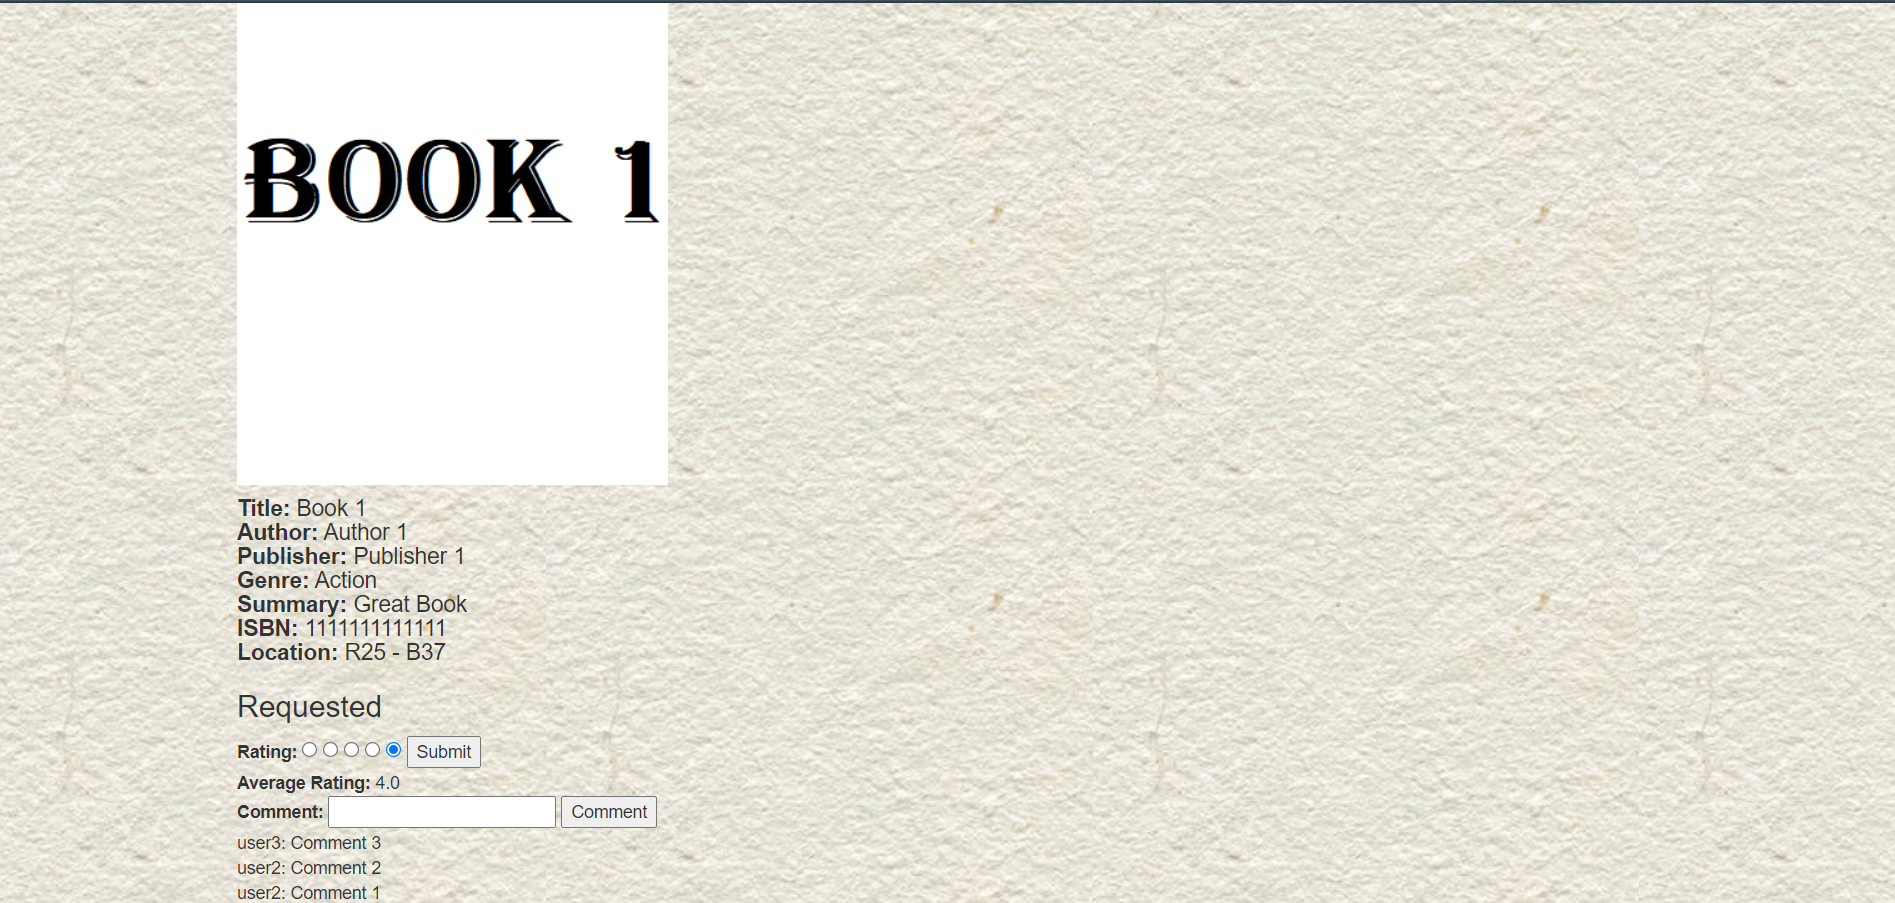 BOOK 1
Title: Book 1
Author: Author 1
Publisher: Publisher 1
Genre: Action
Summary: Great Book
ISBN: 1111111111111
Location: R25 - B37
Requested
Rating: Submit
Average Rating: 4.0
Comment: Comment
user3: Comment 3
user2: Comment 2
user2: Comment 1